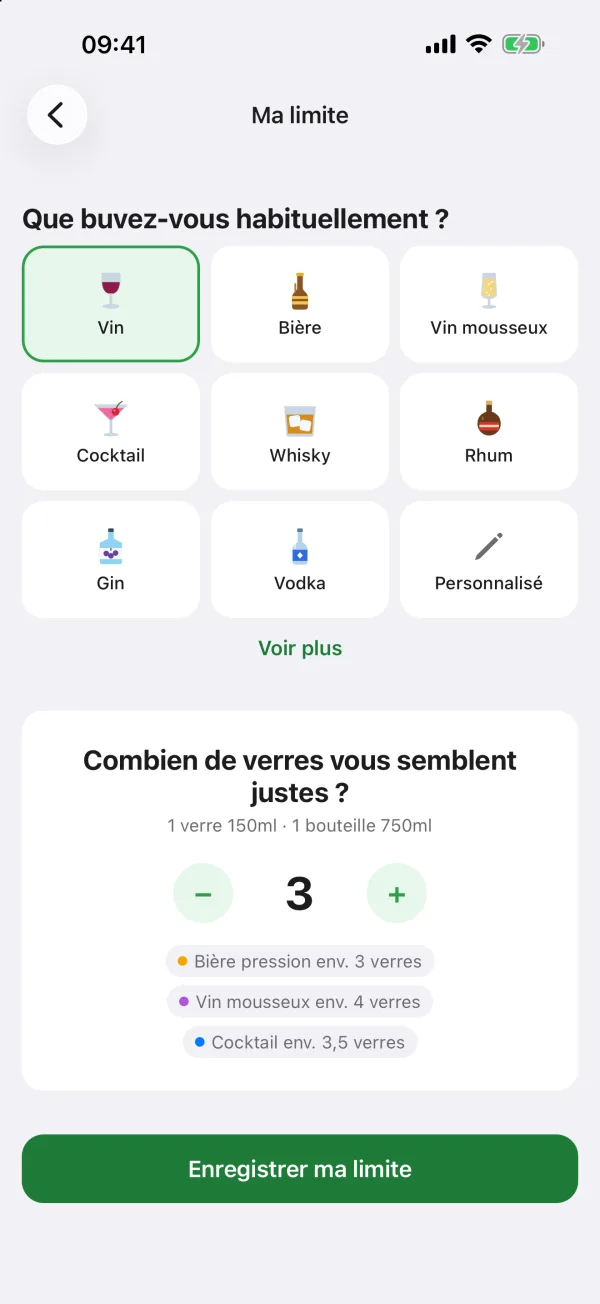 09:41
Ma limite
Que buvez-vous habituellement ?
Vin
Bière
Vin mousseux
Cocktail
Whisky
Rhum
Gin
Vodka
Personnalisé
Voir plus
Combien de verres vous semblent
justes ?
1 verre 150ml · 1 bouteille 750ml
− 3 +
Bière pression env. 3 verres
Vin mousseux env. 4 verres
Cocktail env. 3,5 verres
Enregistrer ma limite